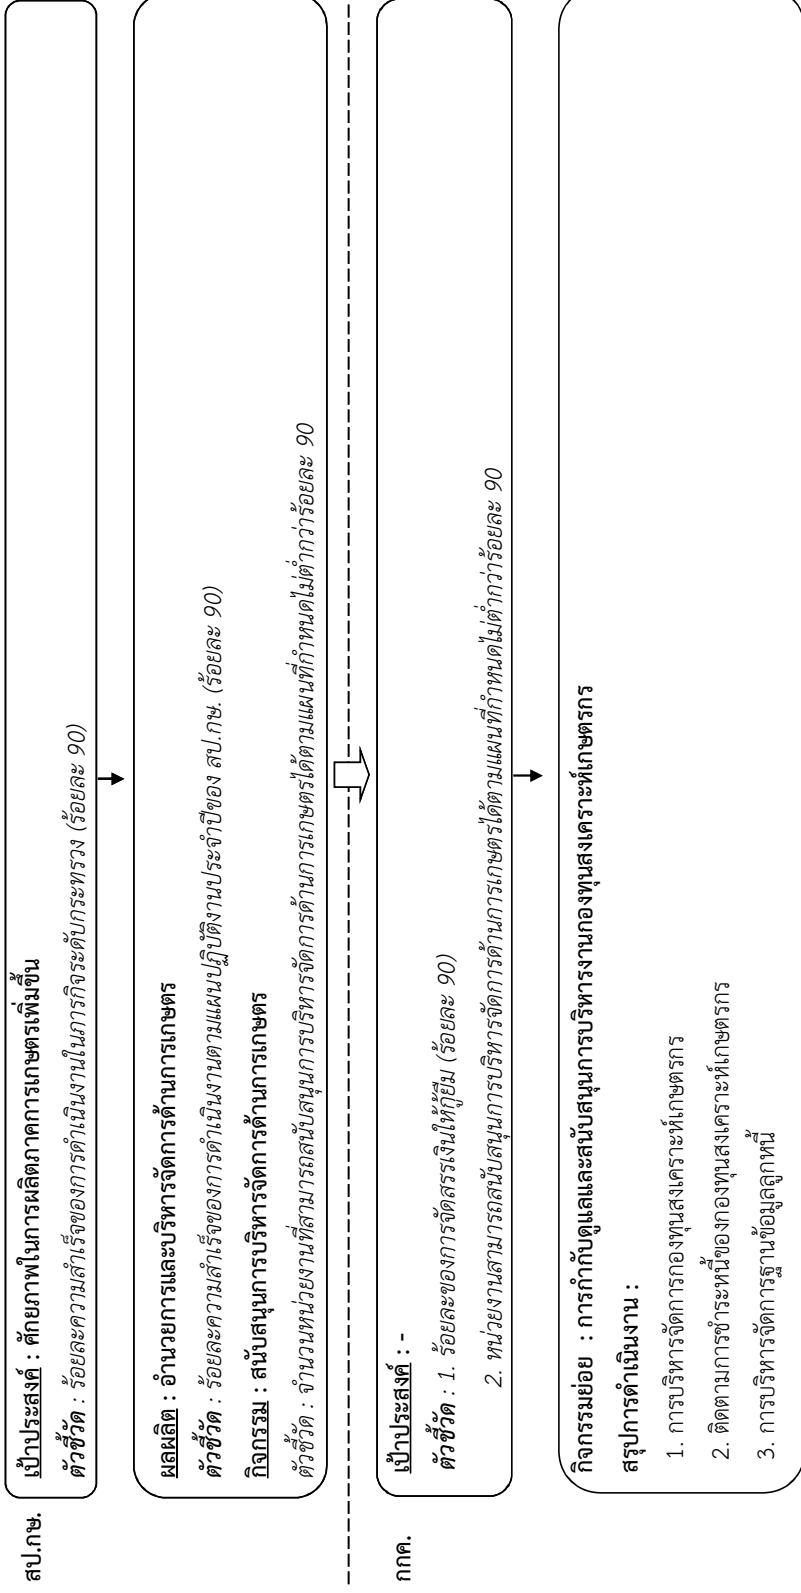 สป.กษ.
เป้าประสงค์ : ศักยภาพในการผลิตภาคการเกษตรเพิ่มขึ้น
ตัวชี้วัด : ร้อยละความสำเร็จของการดำเนินงานในภารกิจระดับกระทรวง (ร้อยละ 90)
ผลผลิต : อำนวยการและบริหารจัดการด้านการเกษตร
ตัวชี้วัด : ร้อยละความสำเร็จของการดำเนินงานตามแผนปฏิบัติงานประจำปีของ สป.กษ. (ร้อยละ 90)
กิจกรรม : สนับสนุนการบริหารจัดการด้านการเกษตร
ตัวชี้วัด : จำนวนหน่วยงานที่สามารถสนับสนุนการบริหารจัดการด้านการเกษตรได้ตามแผนที่กำหนดไม่ต่ำกว่าร้อยละ 90
กกค.
เป้าประสงค์ : -
ตัวชี้วัด : 1. ร้อยละของการจัดสรรเงินให้กู้ยืม (ร้อยละ 90)
2. หน่วยงานสามารถสนับสนุนการบริหารจัดการด้านการเกษตรได้ตามแผนที่กำหนดไม่ต่ำกว่าร้อยละ 90
กิจกรรมย่อย : การกำกับดูแลและสนับสนุนการบริหารงานกองทุนสงเคราะห์เกษตรกร
สรุปการดำเนินงาน :
1. การบริหารจัดการกองทุนสงเคราะห์เกษตรกร
2. ติดตามการชำระหนี้ของกองทุนสงเคราะห์เกษตรกร
3. การบริหารจัดการฐานข้อมูลลูกหนี้